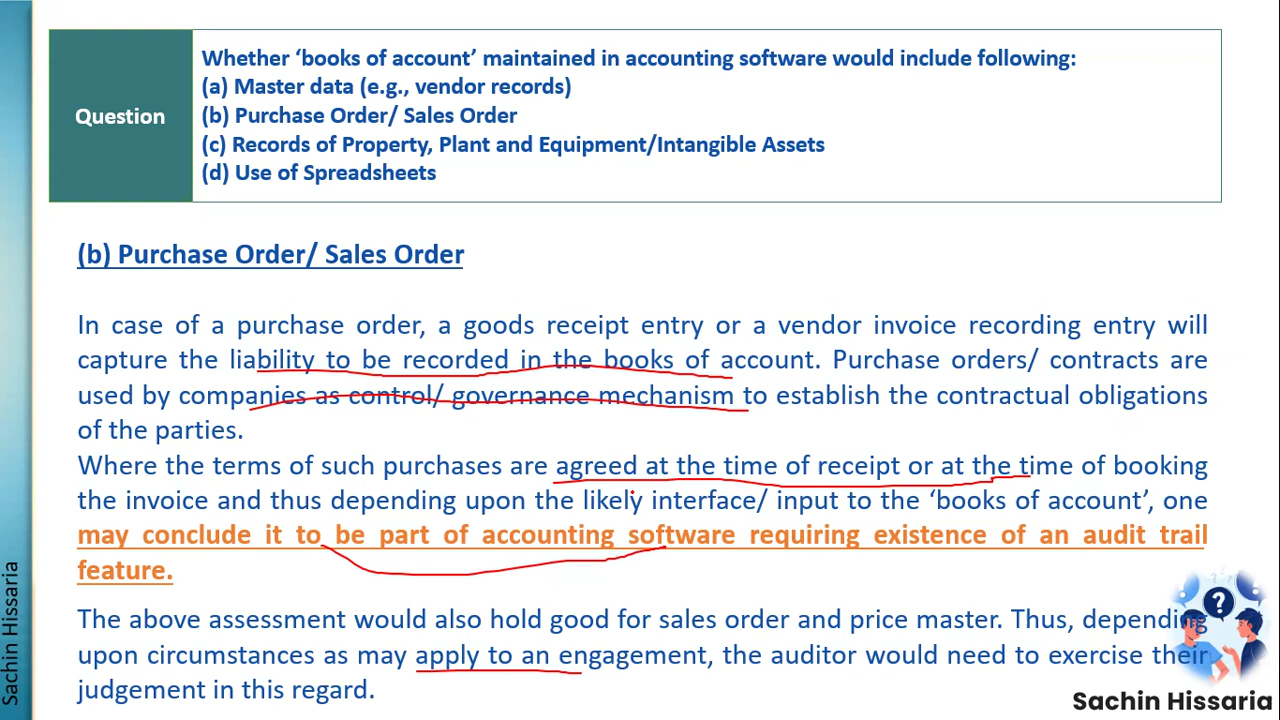 Question
Whether ‘books of account’ maintained in accounting software would include following:
(a) Master data (e.g., vendor records)
(b) Purchase Order/ Sales Order
(c) Records of Property, Plant and Equipment/Intangible Assets
(d) Use of Spreadsheets
(b) Purchase Order/ Sales Order
In case of a purchase order, a goods receipt entry or a vendor invoice recording entry will
capture the liability to be recorded in the books of account. Purchase orders/ contracts are
used by companies as control/ governance mechanism to establish the contractual obligations
of the parties.
Where the terms of such purchases are agreed at the time of receipt or at the time of booking
the invoice and thus depending upon the likely interface/ input to the ‘books of account’, one
may conclude it to be part of accounting software requiring existence of an audit trail
feature.
The above assessment would also hold good for sales order and price master. Thus, depending
upon circumstances as may apply to an engagement, the auditor would need to exercise their
judgement in this regard.
Sachin Hissaria
?
Sachin Hissaria